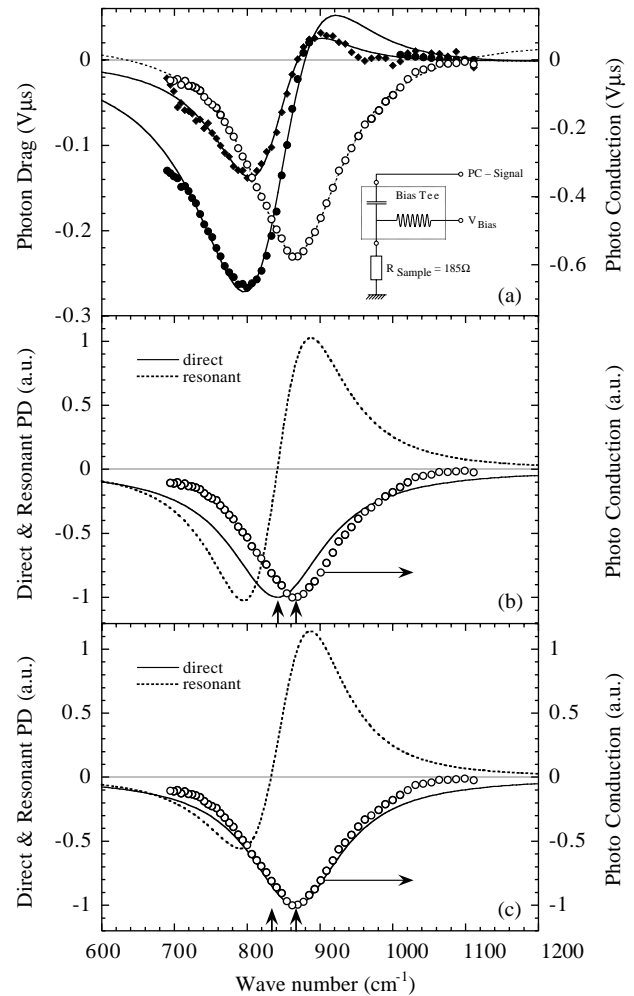 0
-0.1
-0.2
-0.3
Photon Drag (Vµs)
0
-0.2
-0.4
-0.6
Photo Conduction (Vµs)
PC – Signal
Bias Tee
V Bias
R Sample = 185Ω
(a)
direct
resonant
1
0.5
0
-0.5
-1
Direct & Resonant PD (a.u.)
Photo Conduction (a.u.)
(b)
direct
resonant
1
0.5
0
-0.5
-1
Direct & Resonant PD (a.u.)
1
0.5
0
-0.5
-1
Photo Conduction (a.u.)
(c)
600 700 800 900 1000 1100 1200
Wave number (cm⁻¹)